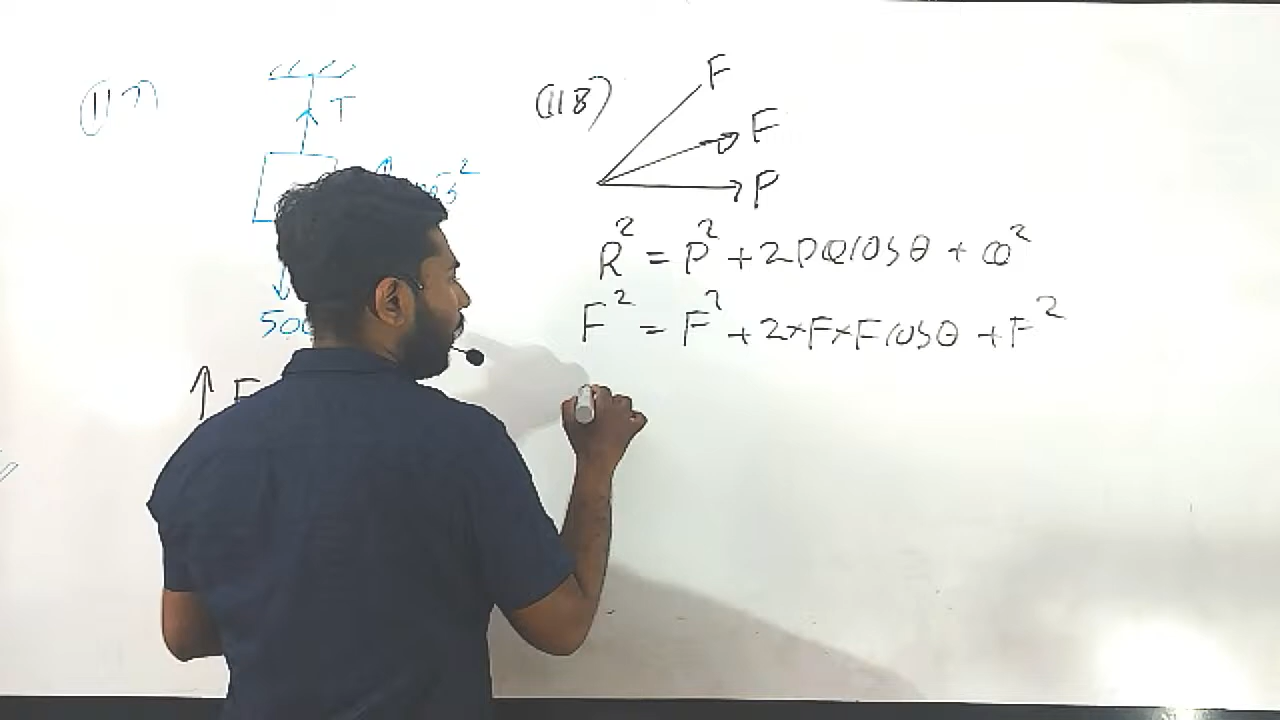 (117)
T
500
↑ F
(118)
F
F
P
R² = P² + 2PQcosθ + Q²
F² = F² + 2×F×Fcosθ + F²